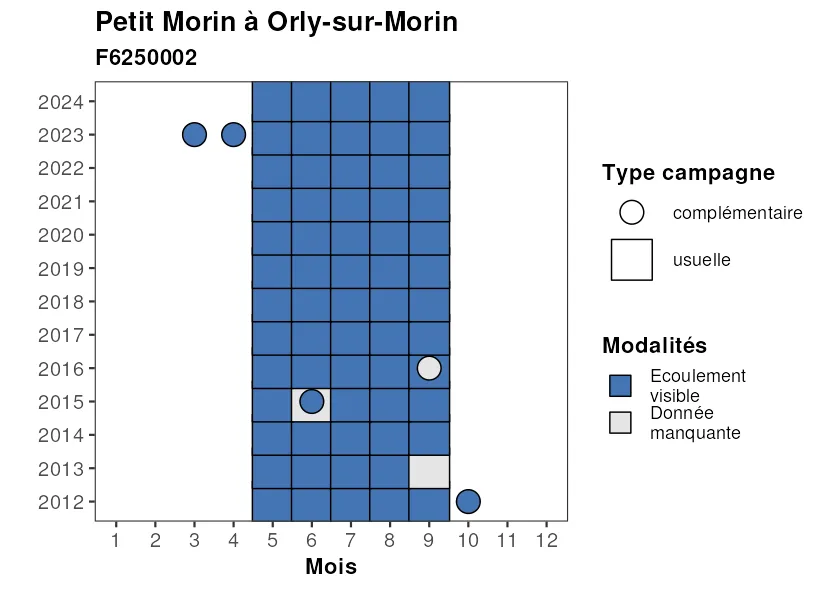 Petit Morin à Orly-sur-Morin
F6250002
2024
2023
2022
2021
2020
2019
2018
2017
2016
2015
2014
2013
2012
1 2 3 4 5 6 7 8 9 10 11 12
Mois
Type campagne
complémentaire
usuelle
Modalités
Ecoulement
visible
Donnée
manquante